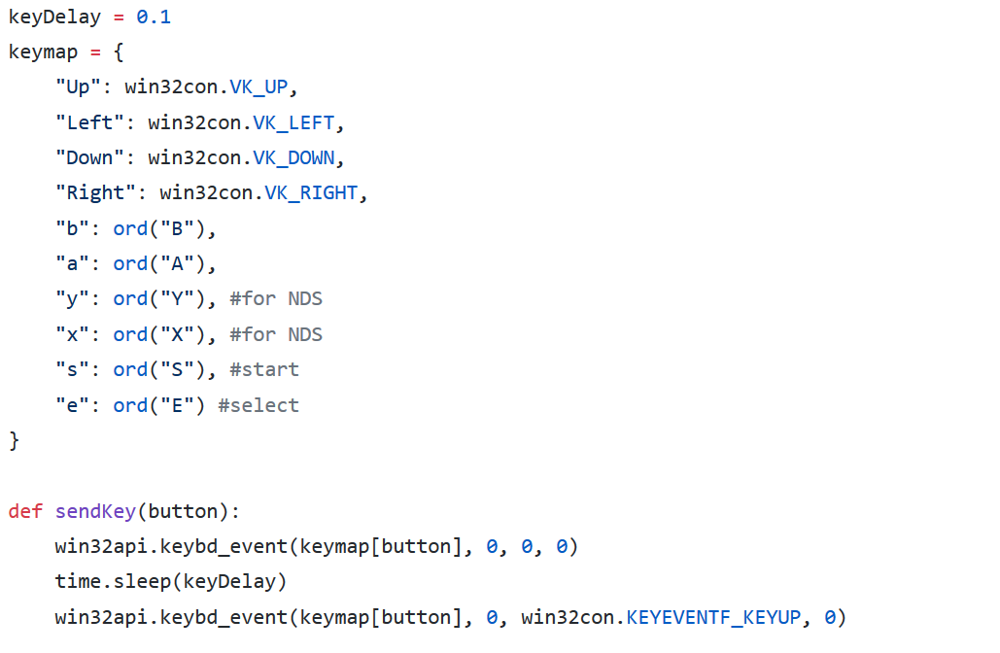 keyDelay = 0.1
keymap = {
    "Up": win32con.VK_UP,
    "Left": win32con.VK_LEFT,
    "Down": win32con.VK_DOWN,
    "Right": win32con.VK_RIGHT,
    "b": ord("B"),
    "a": ord("A"),
    "y": ord("Y"), #for NDS
    "x": ord("X"), #for NDS
    "s": ord("S"), #start
    "e": ord("E") #select
}

def sendKey(button):
    win32api.keybd_event(keymap[button], 0, 0, 0)
    time.sleep(keyDelay)
    win32api.keybd_event(keymap[button], 0, win32con.KEYEVENTF_KEYUP, 0)